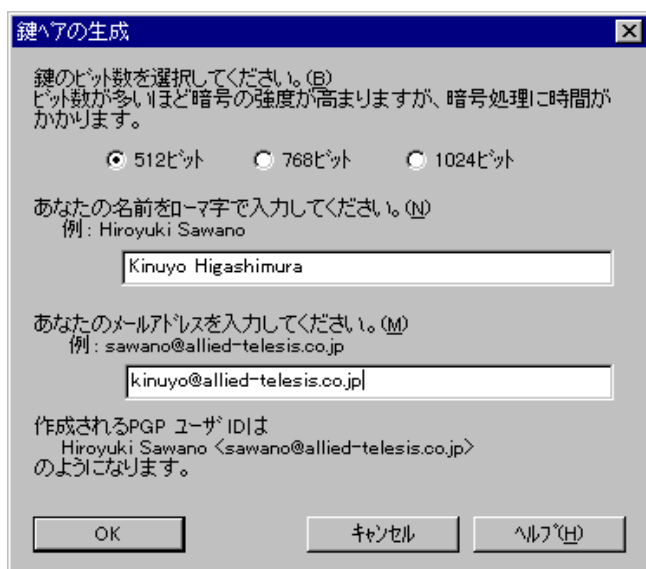 鍵ﾍﾟｱの生成
鍵のﾋﾞｯﾄ数を選択してください。(B)
ﾋﾞｯﾄ数が多いほど暗号の強度が高まりますが、暗号処理に時間が
かかります。
512ﾋﾞｯﾄ 768ﾋﾞｯﾄ 1024ﾋﾞｯﾄ
あなたの名前をﾛｰﾏ字で入力してください。(N)
例 : Hiroyuki Sawano
Kinuyo Higashimura
あなたのﾒｰﾙｱﾄﾞﾚｽを入力してください。(M)
例 : sawano@allied-telesis.co.jp
kinuyo@allied-telesis.co.jp
作成されるPGP ﾕｰｻﾞIDは
Hiroyuki Sawano <sawano@allied-telesis.co.jp>
のようになります。
OK ｷｬﾝｾﾙ ﾍﾙﾌﾟ(H)